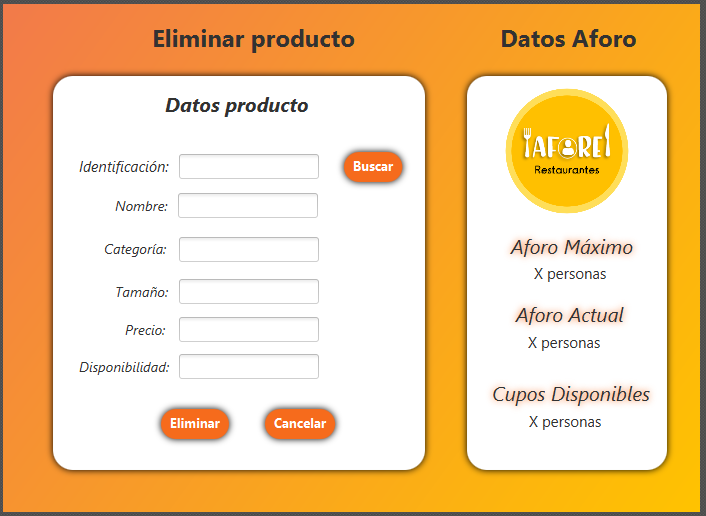 Eliminar producto
Datos producto
Identificación:
Buscar
Nombre:
Categoría:
Tamaño:
Precio:
Disponibilidad:
Eliminar
Cancelar
Datos Aforo
AFORE
Restaurantes
Aforo Máximo
X personas
Aforo Actual
X personas
Cupos Disponibles
X personas